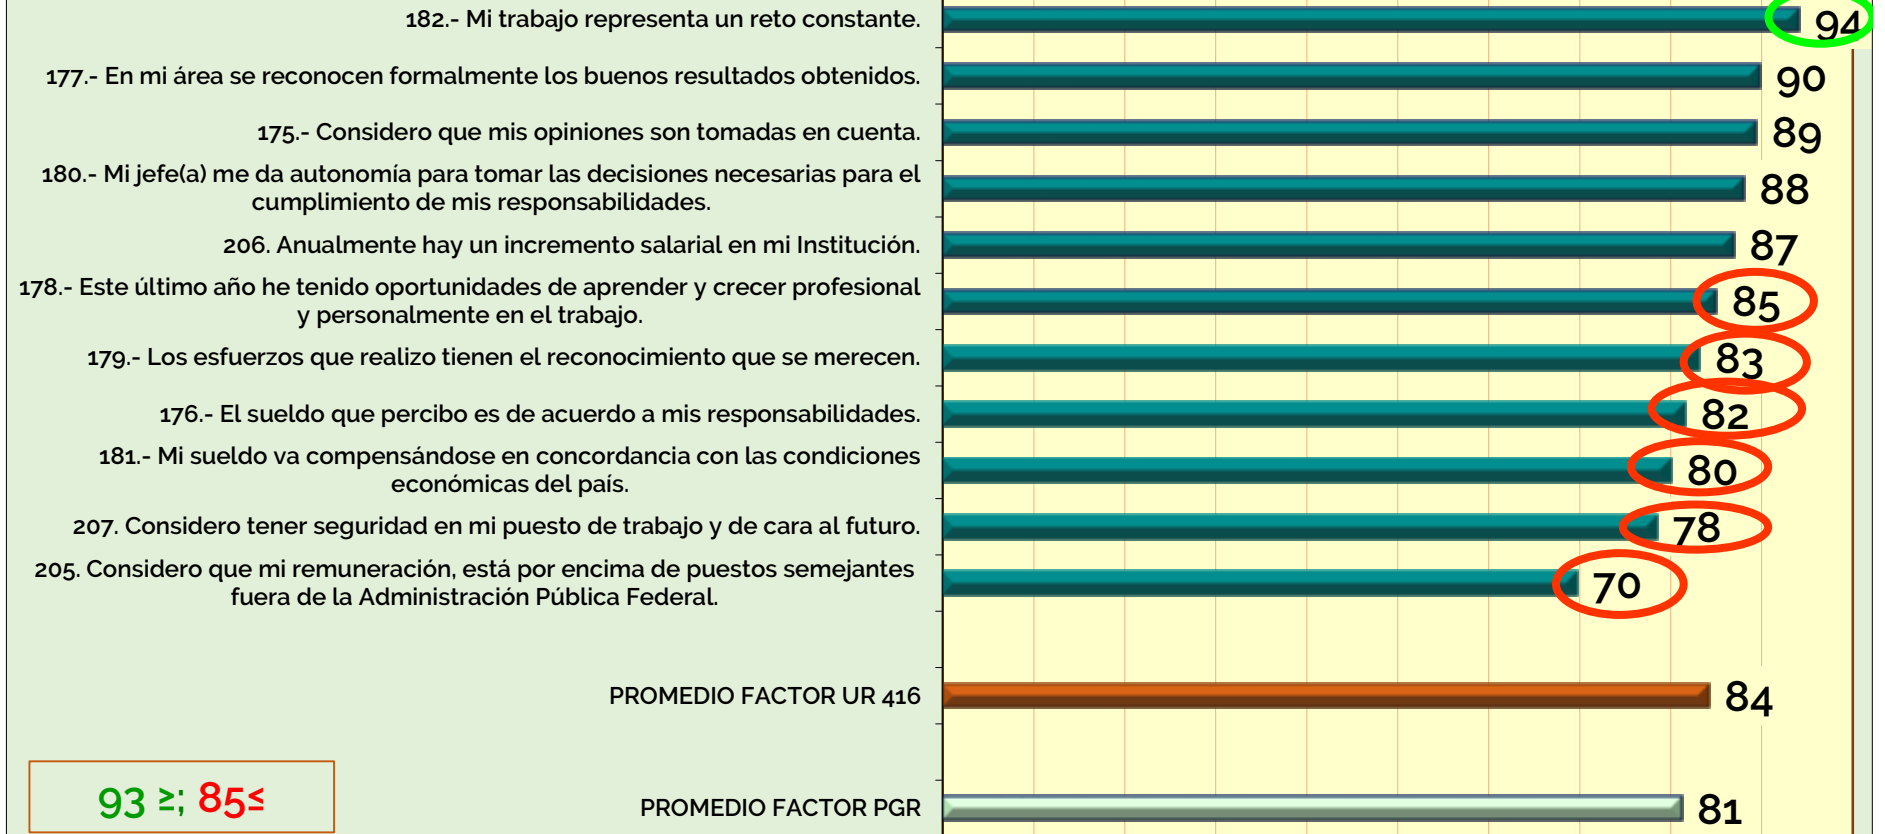 182.- Mi trabajo representa un reto constante.
94
177.- En mi área se reconocen formalmente los buenos resultados obtenidos.
90
175.- Considero que mis opiniones son tomadas en cuenta.
89
180.- Mi jefe(a) me da autonomía para tomar las decisiones necesarias para el
cumplimiento de mis responsabilidades.
88
206. Anualmente hay un incremento salarial en mi Institución.
87
178.- Este último año he tenido oportunidades de aprender y crecer profesional
y personalmente en el trabajo.
85
179.- Los esfuerzos que realizo tienen el reconocimiento que se merecen.
83
176.- El sueldo que percibo es de acuerdo a mis responsabilidades.
82
181.- Mi sueldo va compensándose en concordancia con las condiciones
económicas del país.
80
207. Considero tener seguridad en mi puesto de trabajo y de cara al futuro.
78
205. Considero que mi remuneración, está por encima de puestos semejantes
fuera de la Administración Pública Federal.
70
PROMEDIO FACTOR UR 416
84
93 ≥; 85≤
PROMEDIO FACTOR PGR
81